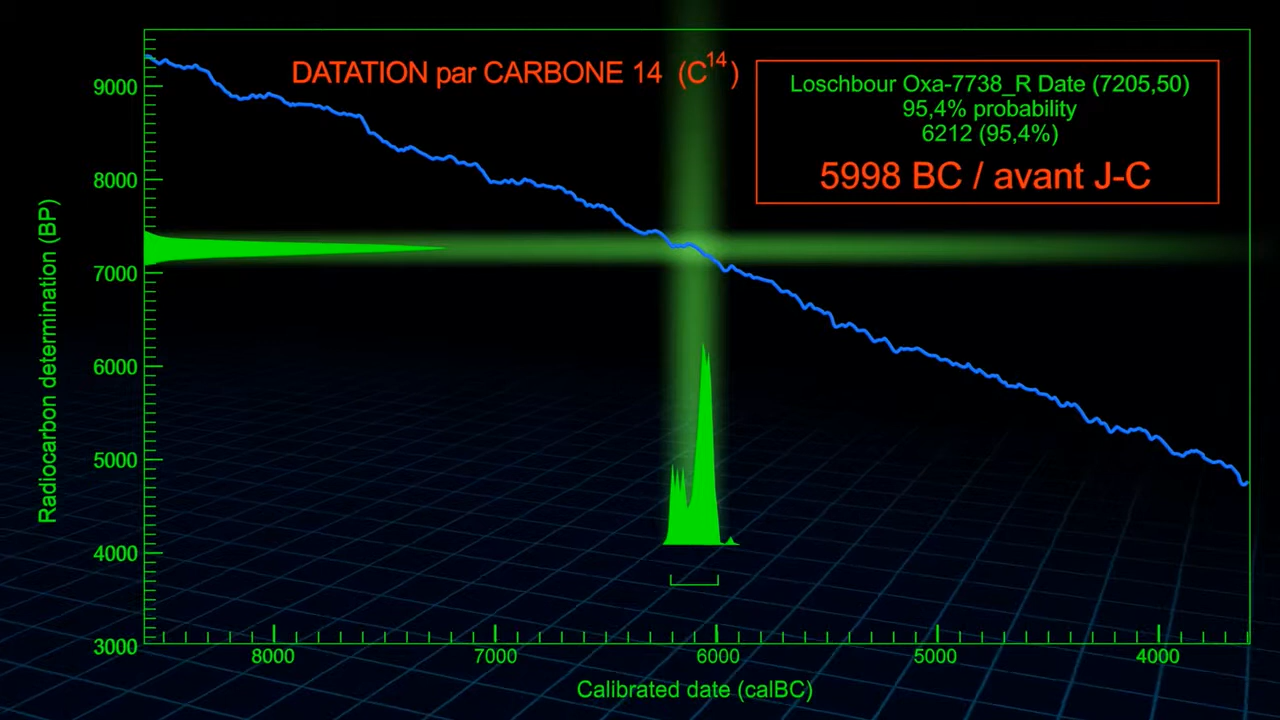 DATATION par CARBONE 14 (C14)
Loschbour Oxa-7738_R Date (7205,50)
95,4% probability
6212 (95,4%)
5998 BC / avant J-C
Radiocarbon determination (BP)
9000
8000
7000
6000
5000
4000
3000
8000 7000 6000 5000 4000
Calibrated date (calBC)